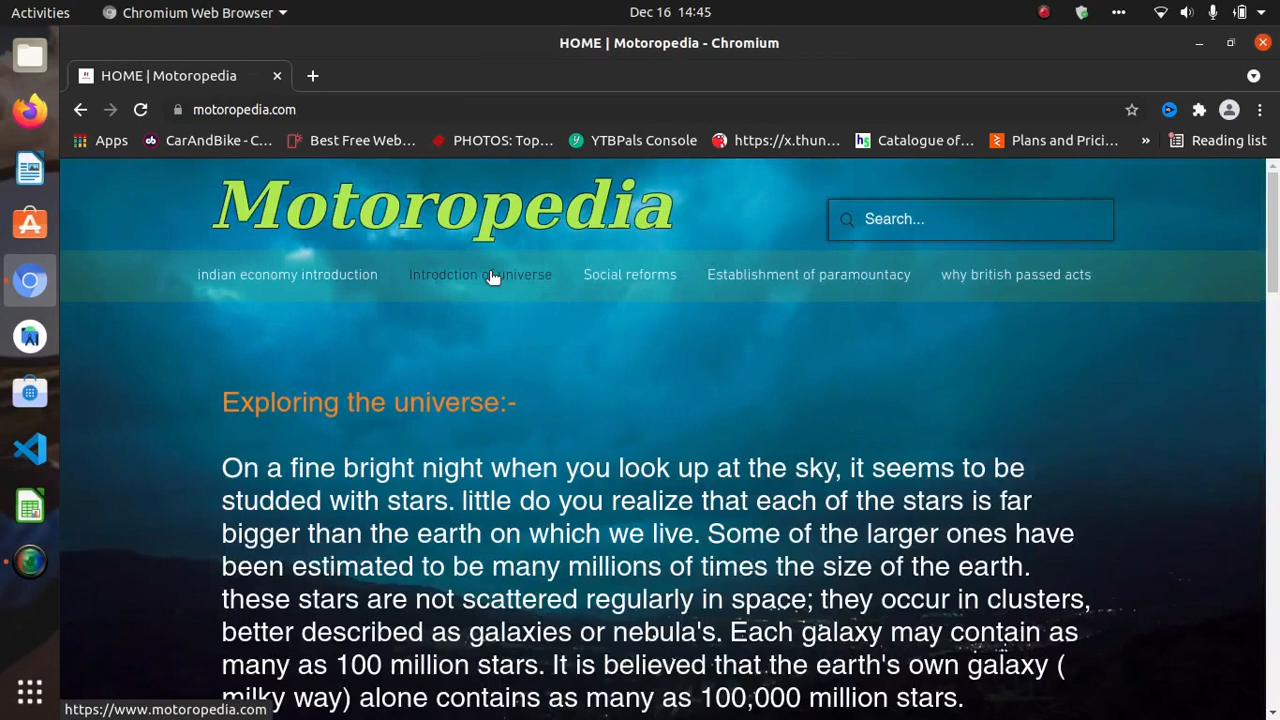 Activities
Chromium Web Browser
Dec 16 14:45
HOME | Motoropedia - Chromium
HOME | Motoropedia
motoropedia.com
Apps
CarAndBike - C...
Best Free Web...
PHOTOS: Top...
YTBPals Console
https://x.thun...
Catalogue of...
Plans and Prici...
»
Reading list
Motoropedia
Search...
indian economy introduction
Introdction of universe
Social reforms
Establishment of paramountacy
why british passed acts
Exploring the universe:-
On a fine bright night when you look up at the sky, it seems to be
studded with stars. little do you realize that each of the stars is far
bigger than the earth on which we live. Some of the larger ones have
been estimated to be many millions of times the size of the earth.
these stars are not scattered regularly in space; they occur in clusters,
better described as galaxies or nebula's. Each galaxy may contain as
many as 100 million stars. It is believed that the earth's own galaxy (
milky way) alone contains as many as 100,000 million stars.
https://www.motoropedia.com